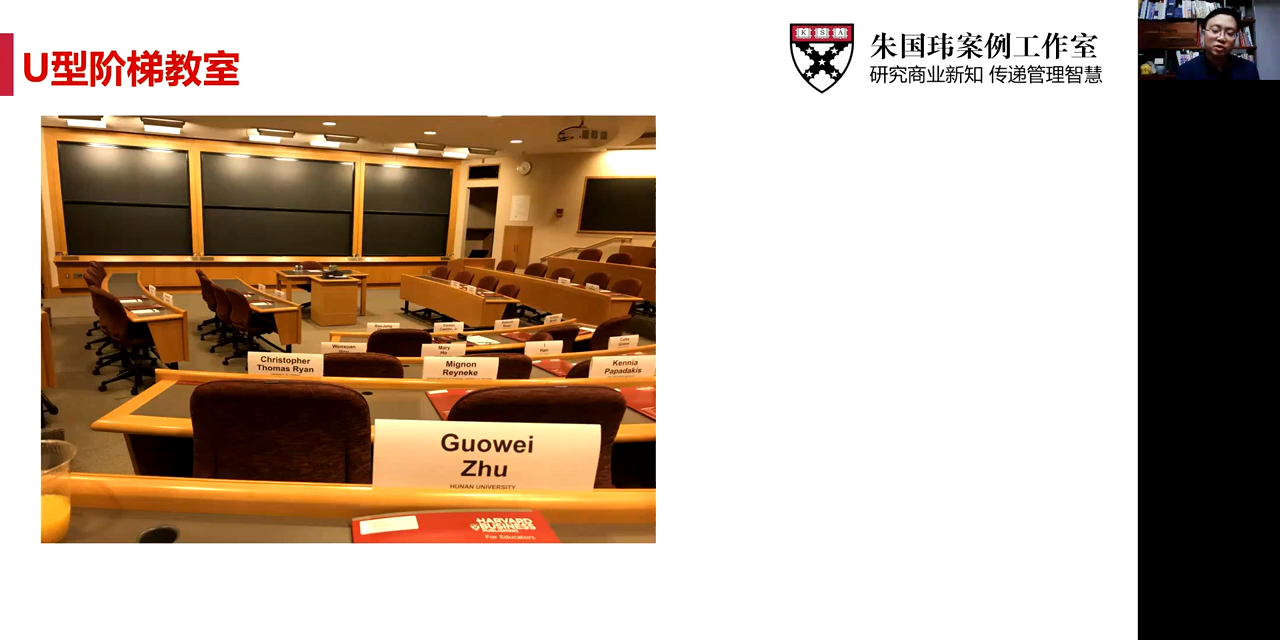 U型阶梯教室
K S A
朱国玮案例工作室
研究商业新知 传递管理智慧
Christopher
Thomas Ryan
Mignon
Reyneke
Kennia
Papadakis
Mary
Guowei
Zhu
HUNAN UNIVERSITY
HARVARD
BUSINESS
For Educators